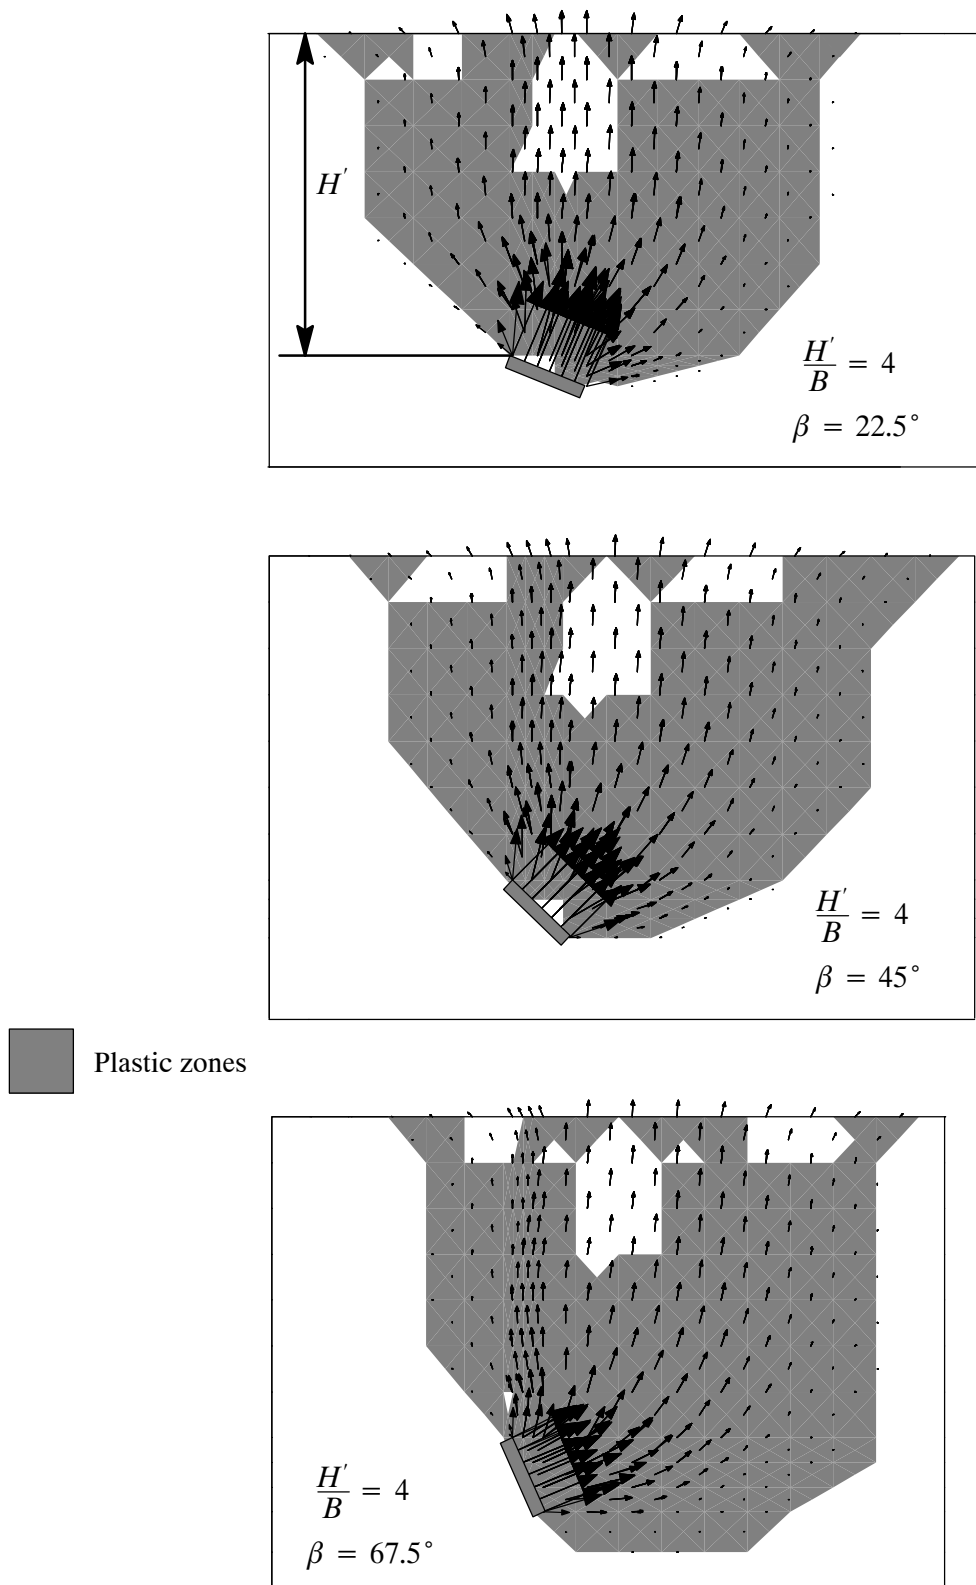 H′
H′/B = 4
β = 22.5°
H′/B = 4
β = 45°
Plastic zones
H′/B = 4
β = 67.5°